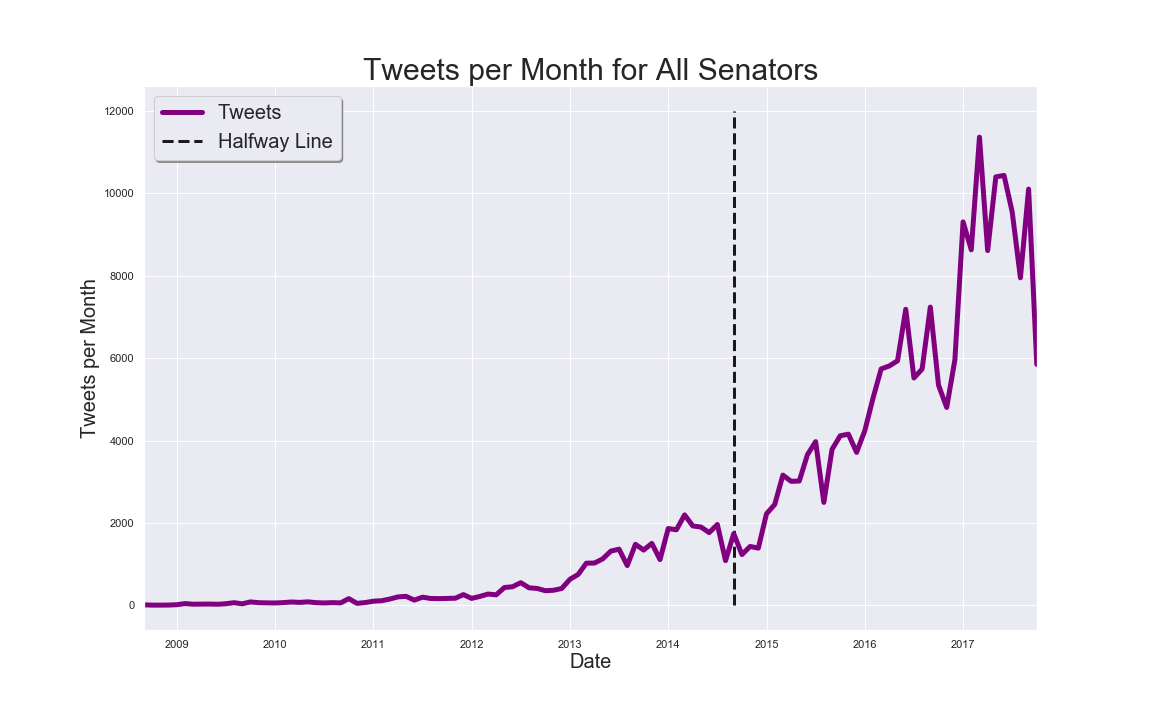 Tweets per Month for All Senators
Tweets
Halfway Line
12000
10000
8000
6000
4000
2000
0
Tweets per Month
2009 2010 2011 2012 2013 2014 2015 2016 2017
Date